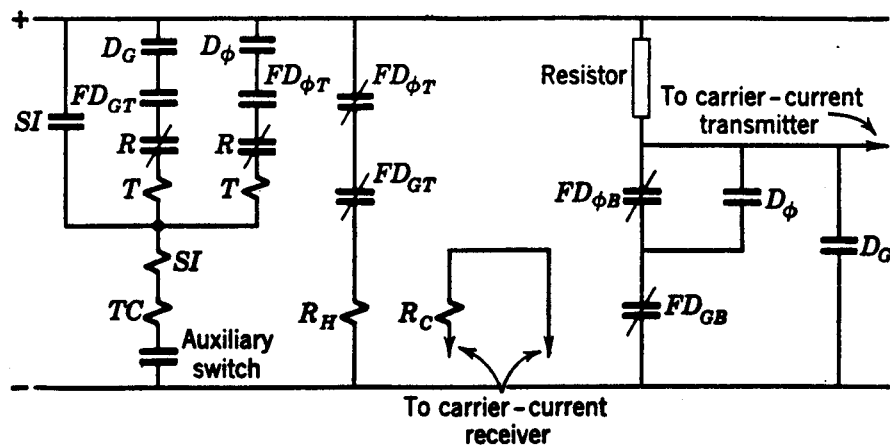 +
D_G
D_φ
FD_GT
FD_φT
SI
R
R
T
T
SI
TC
Auxiliary
switch
−
FD_φT
FD_GT
R_H
R_C
To carrier-current
receiver
Resistor
To carrier-current
transmitter
FD_φB
D_φ
D_G
FD_GB